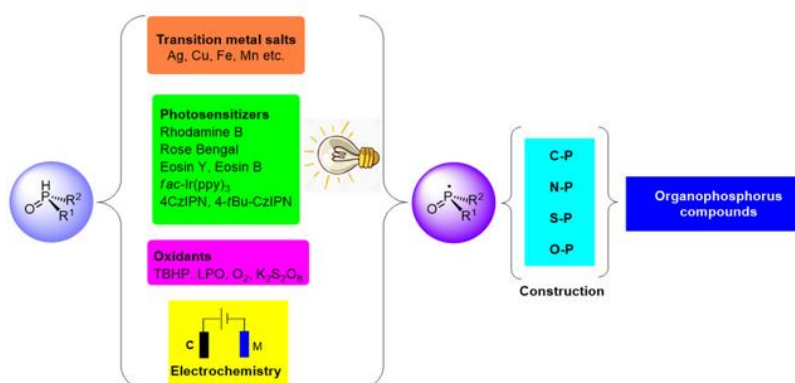 H
O=P
R²
R¹
Transition metal salts
Ag, Cu, Fe, Mn etc.
Photosensitizers
Rhodamine B
Rose Bengal
Eosin Y, Eosin B
fac-Ir(ppy)₃
4CzIPN, 4-tBu-CzIPN
Oxidants
TBHP, LPO, O₂, K₂S₂O₈
C
M
Electrochemistry
O=P
R²
R¹
C-P
N-P
S-P
O-P
Construction
Organophosphorus
compounds